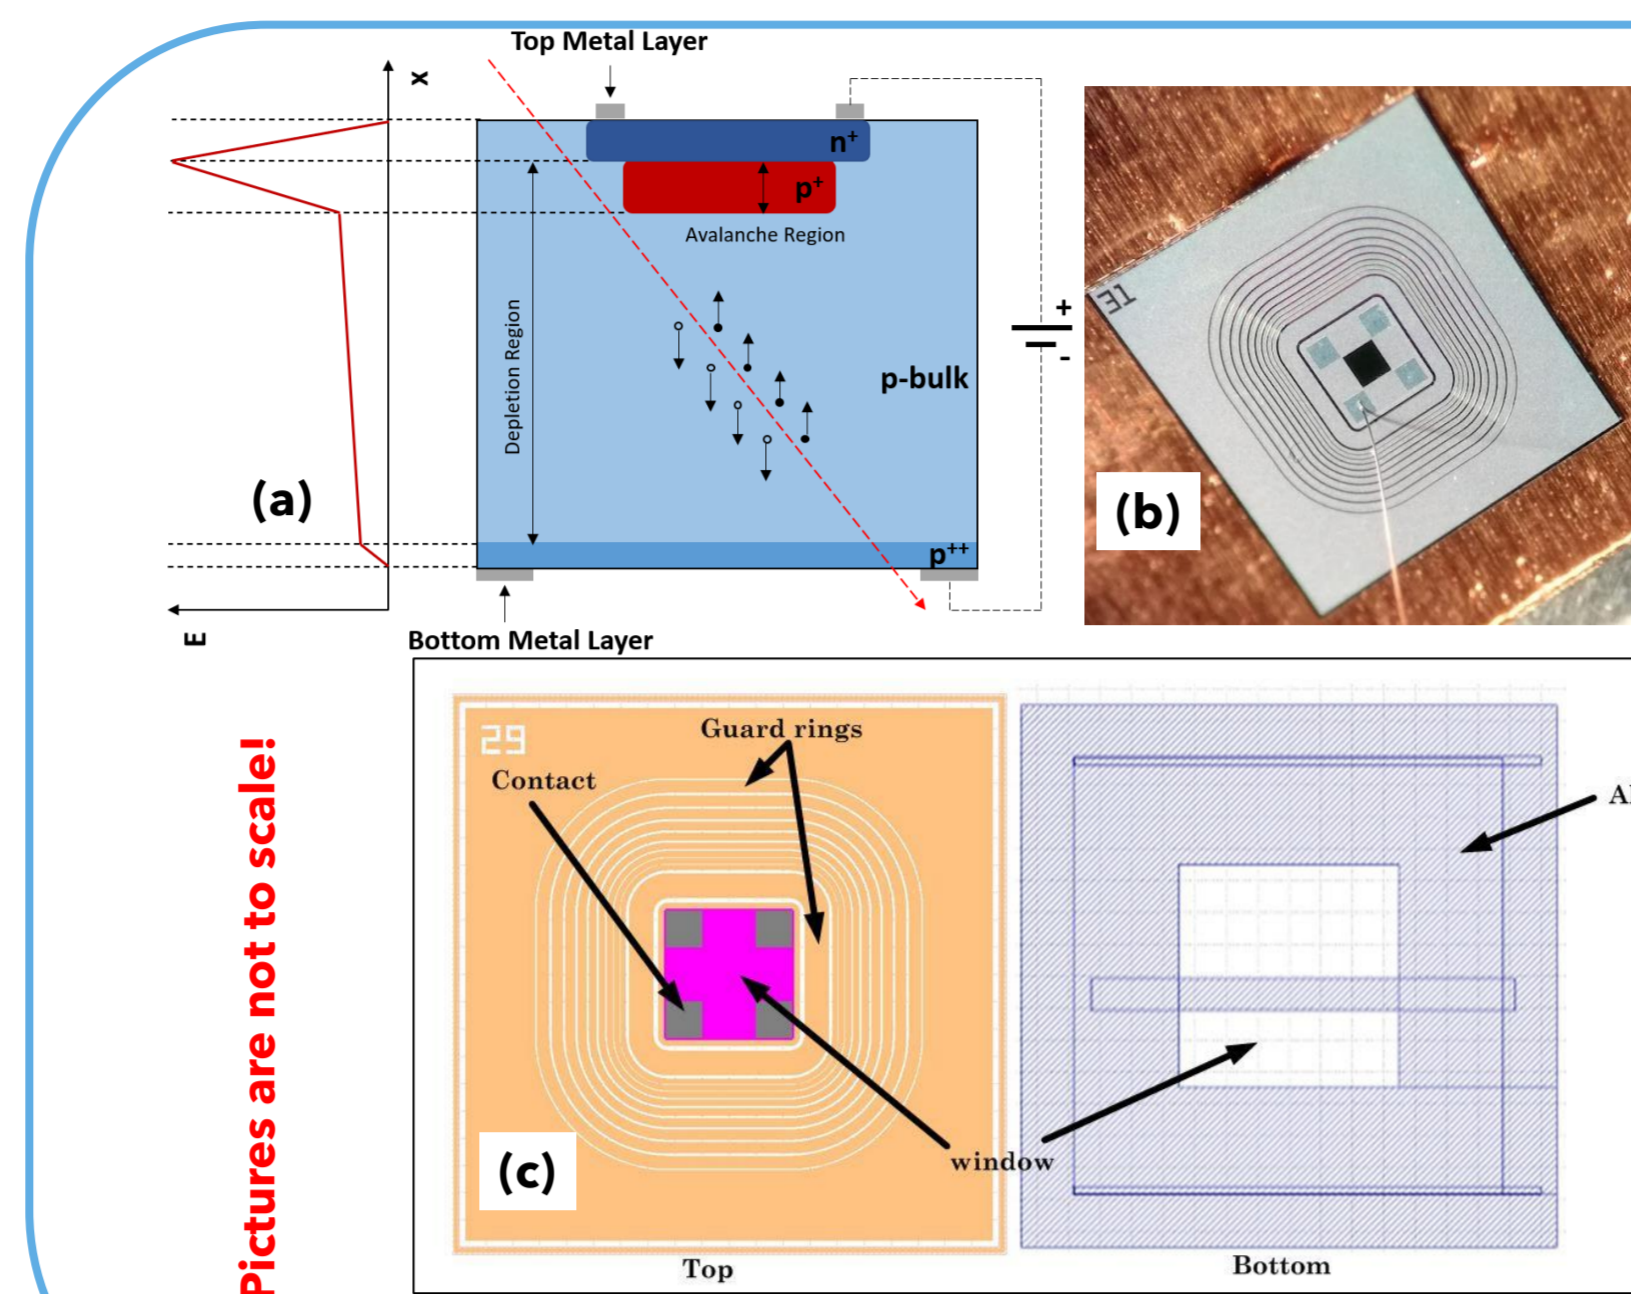 Top Metal Layer
x
n+
p+
Avalanche Region
Depletion Region
p-bulk
+
-
p++
(a)
E
Bottom Metal Layer
31
(b)
Pictures are not to scale!
29
Guard rings
Contact
window
(c)
Top
Bottom